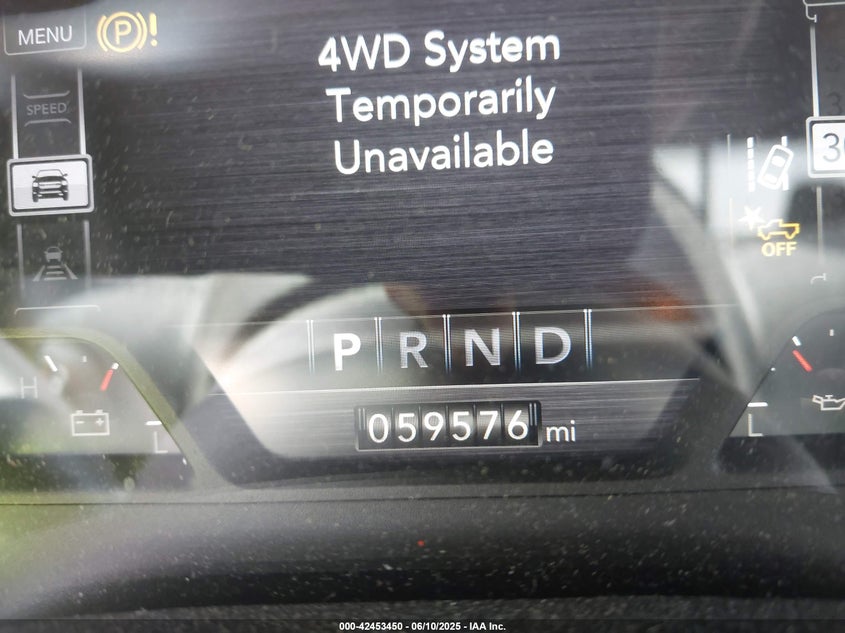 MENU
P !
4WD System
Temporarily
Unavailable
SPEED
OFF
P R N D
H
L
L
059576 mi
000-42453450 - 06/10/2025 - IAA Inc.